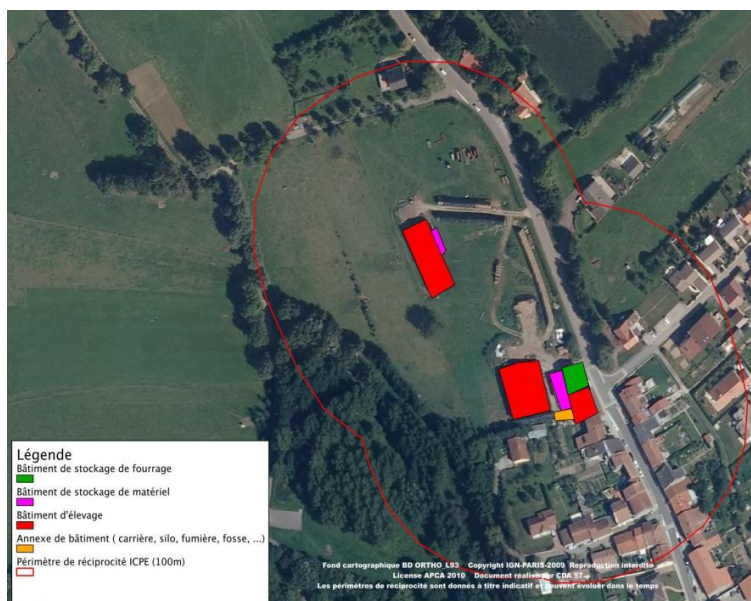 Légende
Bâtiment de stockage de fourrage
Bâtiment de stockage de matériel
Bâtiment d'élevage
Annexe de bâtiment ( carrière, silo, fumière, fosse, ...)
Périmètre de réciprocité ICPE (100m)
Fond cartographique BD ORTHO_L93 Copyright IGN-PARIS-2009 Reproduction interdite
License APCA 2010 Document réalisé par CDA 57
Les périmètres de réciprocité sont donnés à titre indicatif et peuvent évoluer dans le temps